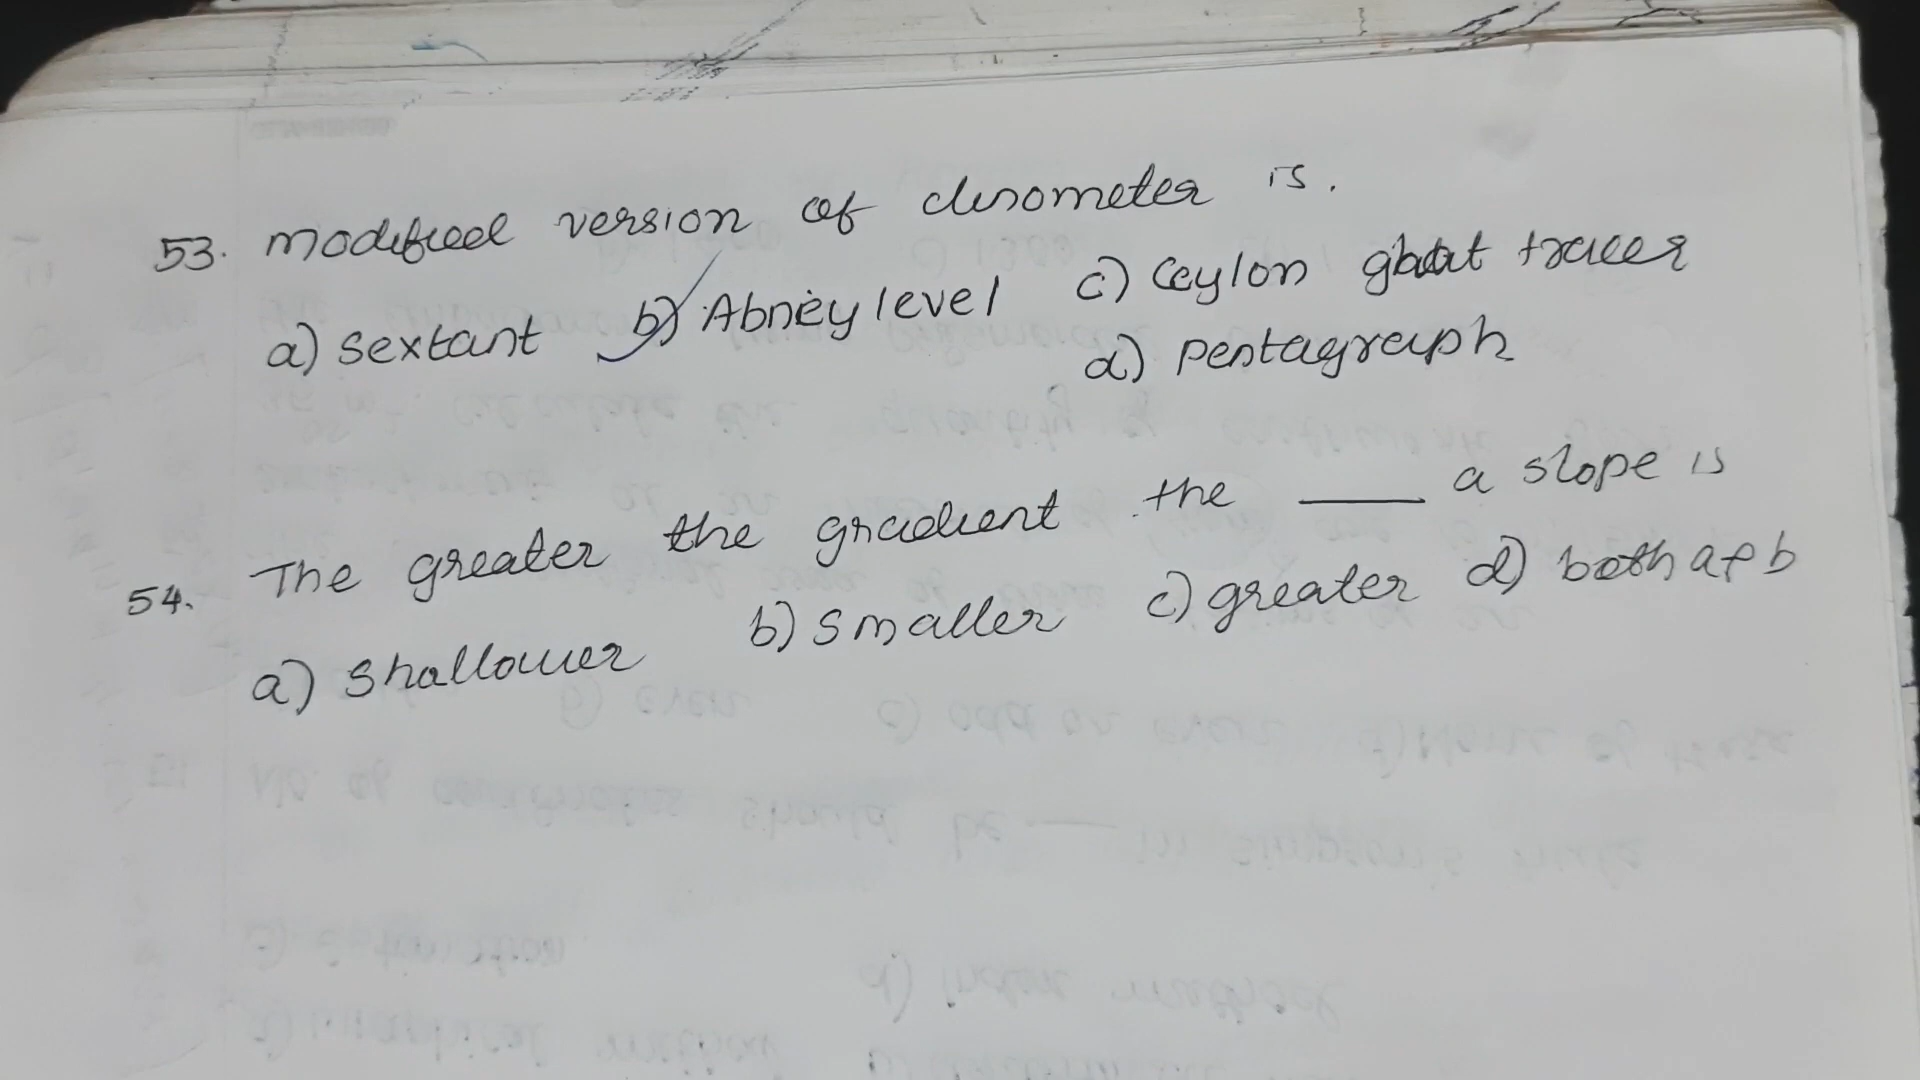 53. Modified version of clinometer is.
a) Sextant b) Abney level c) Ceylon ghat tracer
d) Pentagraph
54. The greater the gradient the ___ a slope is
a) Shallower b) Smaller c) greater d) both a & b